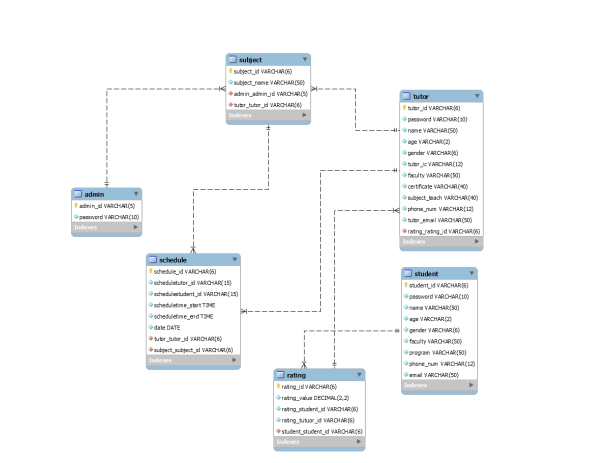 subject
subject_id VARCHAR(6)
subject_name VARCHAR(50)
admin_admin_id VARCHAR(5)
tutor_tutor_id VARCHAR(6)
Indexes
tutor
tutor_id VARCHAR(6)
password VARCHAR(10)
name VARCHAR(50)
age VARCHAR(2)
gender VARCHAR(6)
tutor_ic VARCHAR(12)
faculty VARCHAR(50)
certificate VARCHAR(40)
subject_teach VARCHAR(40)
phone_num VARCHAR(12)
tutor_email VARCHAR(50)
rating_rating_id VARCHAR(6)
Indexes
admin
admin_id VARCHAR(5)
password VARCHAR(10)
Indexes
schedule
schedule_id VARCHAR(6)
scheduletutor_id VARCHAR(15)
schedulestudent_id VARCHAR(15)
scheduletime_start TIME
scheduletime_end TIME
date DATE
tutor_tutor_id VARCHAR(6)
subject_subject_id VARCHAR(6)
Indexes
student
student_id VARCHAR(6)
password VARCHAR(10)
name VARCHAR(50)
age VARCHAR(2)
gender VARCHAR(6)
faculty VARCHAR(50)
program VARCHAR(50)
phone_num VARCHAR(12)
email VARCHAR(50)
rating
rating_id VARCHAR(6)
rating_value DECIMAL(2,2)
rating_student_id VARCHAR(6)
rating_tutuor_id VARCHAR(6)
student_student_id VARCHAR(6)
Indexes